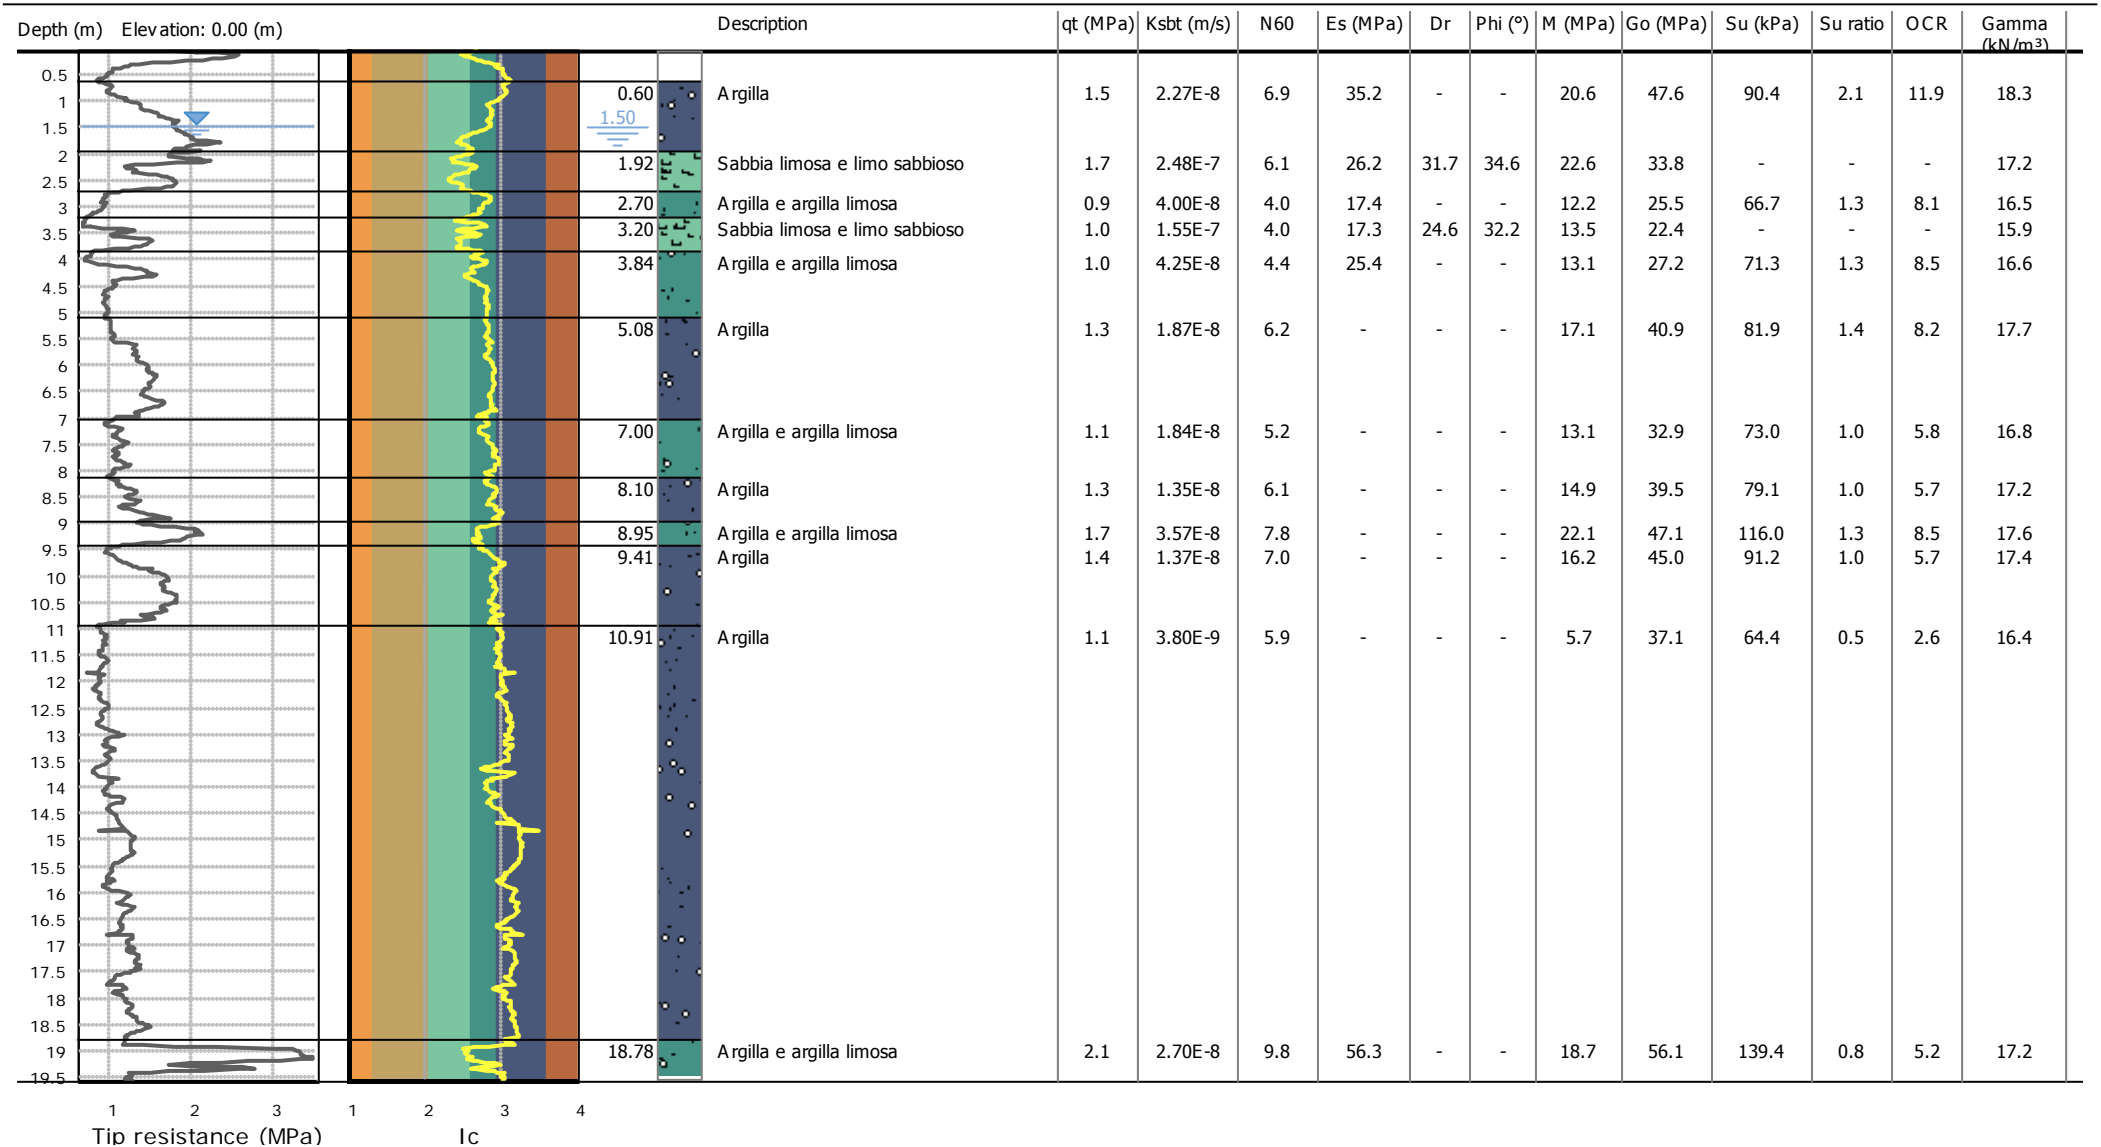 Depth (m) Elevation: 0.00 (m) Description qt (MPa) Ksbt (m/s) N60 Es (MPa) Dr Phi (°) M (MPa) Go (MPa) Su (kPa) Su ratio OCR Gamma (kN/m³)
0.5
0.60 Argilla 1.5 2.27E-8 6.9 35.2 - - 20.6 47.6 90.4 2.1 11.9 18.3
1
1.50
1.5
2
1.92 Sabbia limosa e limo sabbioso 1.7 2.48E-7 6.1 26.2 31.7 34.6 22.6 33.8 - - - 17.2
2.5
2.70 Argilla e argilla limosa 0.9 4.00E-8 4.0 17.4 - - 12.2 25.5 66.7 1.3 8.1 16.5
3
3.20 Sabbia limosa e limo sabbioso 1.0 1.55E-7 4.0 17.3 24.6 32.2 13.5 22.4 - - - 15.9
3.5
4
3.84 Argilla e argilla limosa 1.0 4.25E-8 4.4 25.4 - - 13.1 27.2 71.3 1.3 8.5 16.6
4.5
5
5.08 Argilla 1.3 1.87E-8 6.2 - - - 17.1 40.9 81.9 1.4 8.2 17.7
5.5
6
6.5
7
7.00 Argilla e argilla limosa 1.1 1.84E-8 5.2 - - - 13.1 32.9 73.0 1.0 5.8 16.8
7.5
8
8.10 Argilla 1.3 1.35E-8 6.1 - - - 14.9 39.5 79.1 1.0 5.7 17.2
8.5
9
8.95 Argilla e argilla limosa 1.7 3.57E-8 7.8 - - - 22.1 47.1 116.0 1.3 8.5 17.6
9.5
9.41 Argilla 1.4 1.37E-8 7.0 - - - 16.2 45.0 91.2 1.0 5.7 17.4
10
10.5
11
10.91 Argilla 1.1 3.80E-9 5.9 - - - 5.7 37.1 64.4 0.5 2.6 16.4
11.5
12
12.5
13
13.5
14
14.5
15
15.5
16
16.5
17
17.5
18
18.5
19
18.78 Argilla e argilla limosa 2.1 2.70E-8 9.8 56.3 - - 18.7 56.1 139.4 0.8 5.2 17.2
19.5
1 2 3 1 2 3 4
Tip resistance (MPa) Ic